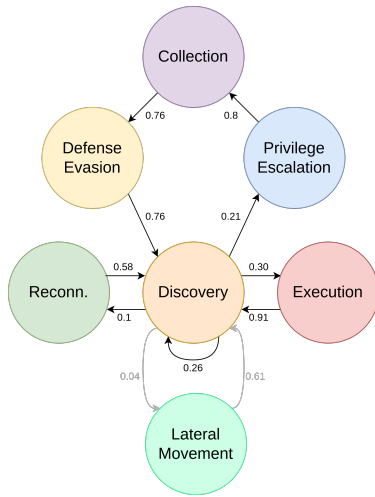 Collection
0.76
0.8
Defense
Evasion
Privilege
Escalation
0.76
0.21
0.58
0.30
Reconn.
Discovery
Execution
0.1
0.91
0.26
0.04
0.61
Lateral
Movement